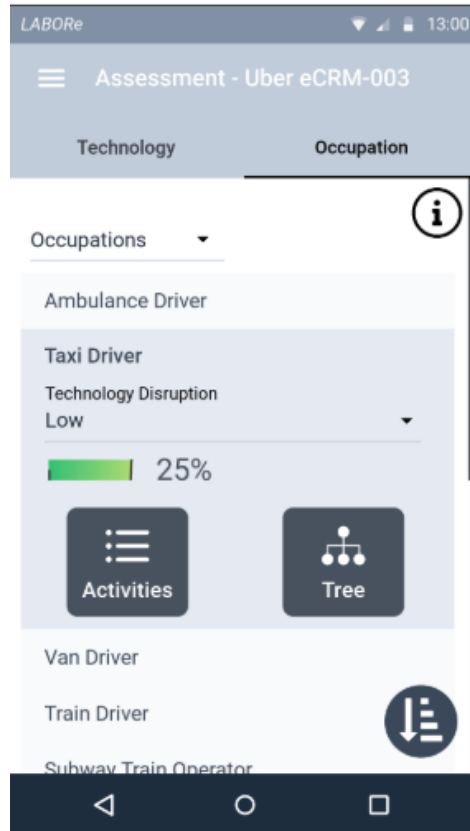 LABORe 13:00
Assessment - Uber eCRM-003
Technology Occupation
i
Occupations
Ambulance Driver
Taxi Driver
Technology Disruption
Low
25%
Activities Tree
Van Driver
Train Driver
Subway Train Operator